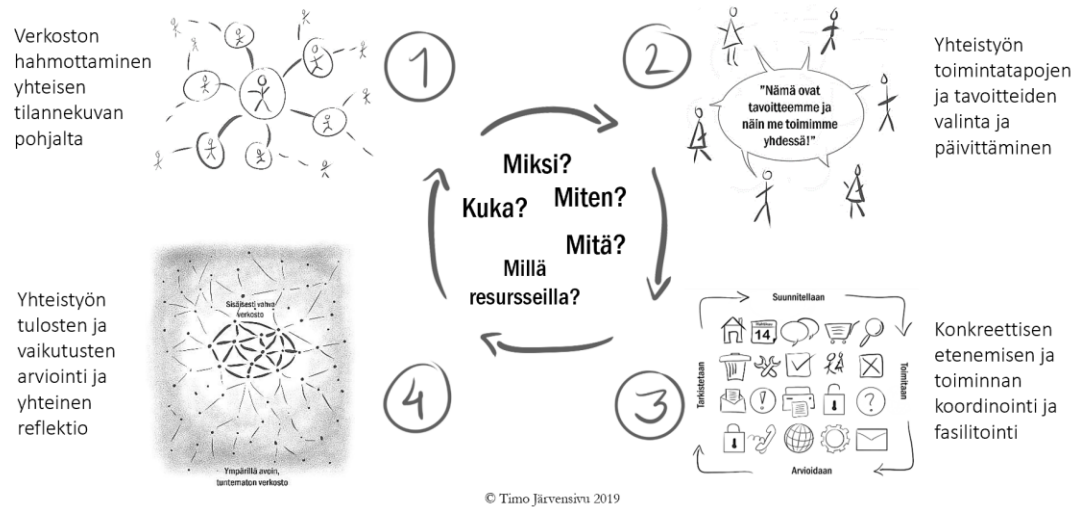 Verkoston
hahmottaminen
yhteisen
tilannekuvan
pohjalta
1
2
"Nämä ovat
tavoitteemme ja
näin me toimimme
yhdessä!"
Yhteistyön
toimintatapojen
ja tavoitteiden
valinta ja
päivittäminen
Miksi?
Kuka?
Miten?
Mitä?
Millä
resursseilla?
Yhteistyön
tulosten ja
vaikutusten
arviointi ja
yhteinen
reflektio
Sisäisesti vahva
verkosto
Ympärillä avoin,
tuntematon verkosto
4
3
Suunnitellaan
Toimitaan
Arvioidaan
Tarkistetaan
14
Konkreettisen
etenemisen ja
toiminnan
koordinointi ja
fasilitointi
© Timo Järvensivu 2019